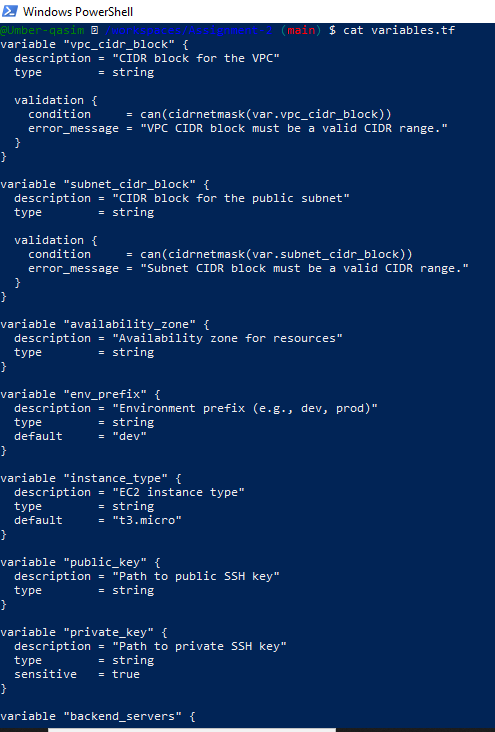 Windows PowerShell
@Umber-qasim /workspaces/Assignment-2 (main) $ cat variables.tf
variable "vpc_cidr_block" {
  description = "CIDR block for the VPC"
  type        = string

  validation {
    condition     = can(cidrnetmask(var.vpc_cidr_block))
    error_message = "VPC CIDR block must be a valid CIDR range."
  }
}

variable "subnet_cidr_block" {
  description = "CIDR block for the public subnet"
  type        = string

  validation {
    condition     = can(cidrnetmask(var.subnet_cidr_block))
    error_message = "Subnet CIDR block must be a valid CIDR range."
  }
}

variable "availability_zone" {
  description = "Availability zone for resources"
  type        = string
}

variable "env_prefix" {
  description = "Environment prefix (e.g., dev, prod)"
  type        = string
  default     = "dev"
}

variable "instance_type" {
  description = "EC2 instance type"
  type        = string
  default     = "t3.micro"
}

variable "public_key" {
  description = "Path to public SSH key"
  type        = string
}

variable "private_key" {
  description = "Path to private SSH key"
  type        = string
  sensitive   = true
}

variable "backend_servers" {